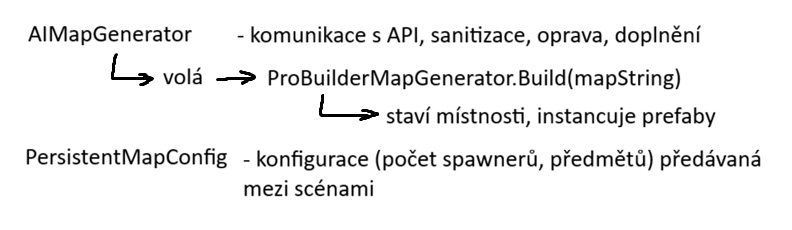 AIMapGenerator - komunikace s API, sanitizace, oprava, doplnění
volá ProBuilderMapGenerator.Build(mapString)
staví místnosti, instancuje prefaby
PersistentMapConfig - konfigurace (počet spawnerů, předmětů) předávaná
mezi scénami